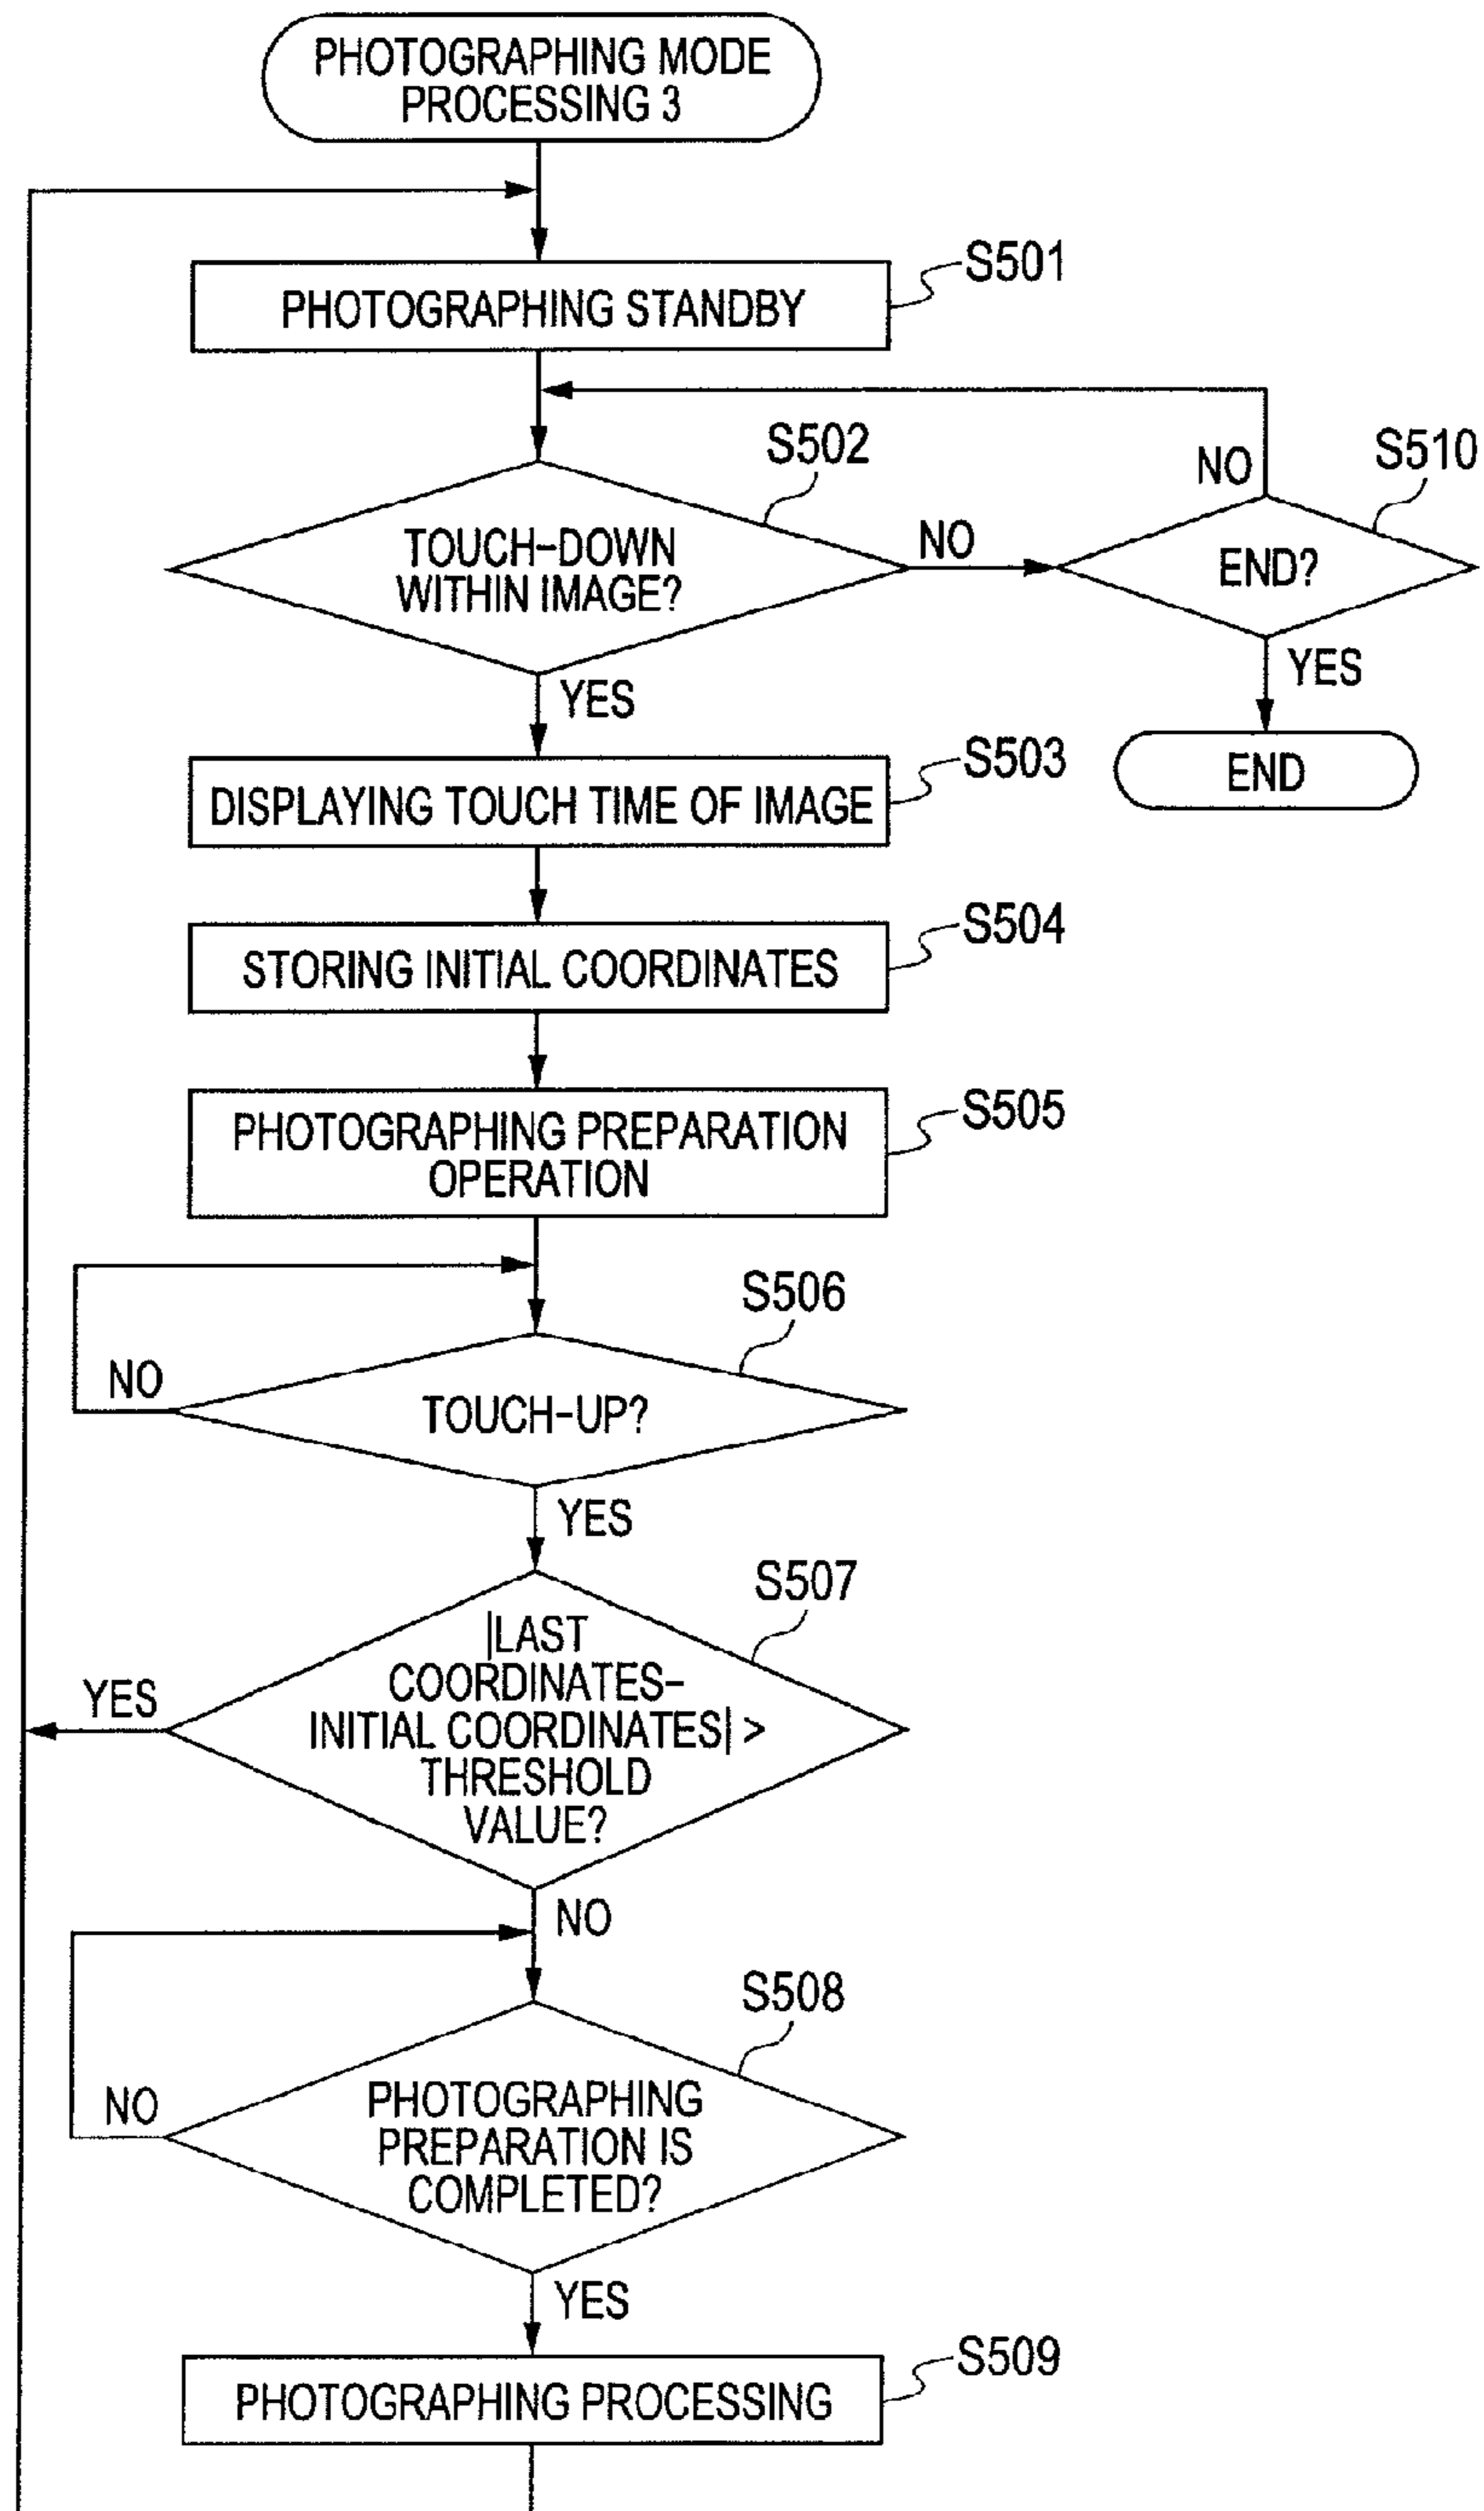 PHOTOGRAPHING MODE
PROCESSING 3
S501
PHOTOGRAPHING STANDBY
S502
TOUCH-DOWN
WITHIN IMAGE?
NO
S510
NO
END?
YES
END
YES
S503
DISPLAYING TOUCH TIME OF IMAGE
S504
STORING INITIAL COORDINATES
S505
PHOTOGRAPHING PREPARATION
OPERATION
S506
NO
TOUCH-UP?
YES
S507
|LAST
COORDINATES-
INITIAL COORDINATES| >
THRESHOLD
VALUE?
YES
NO
S508
NO
PHOTOGRAPHING
PREPARATION IS
COMPLETED?
YES
S509
PHOTOGRAPHING PROCESSING